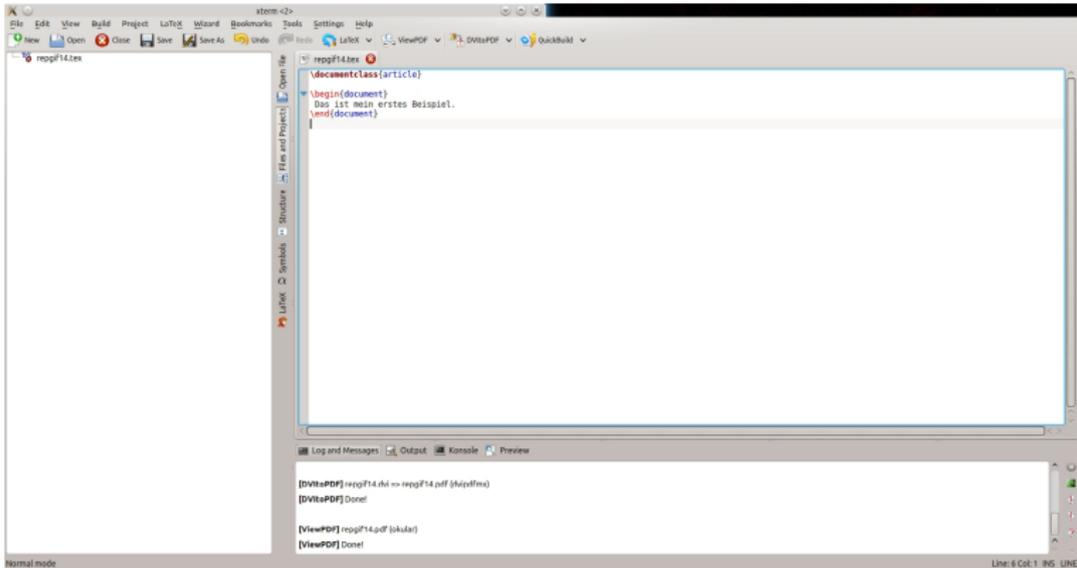 xterm <2>
File Edit View Build Project LaTeX Wizard Bookmarks Tools Settings Help
New Open Close Save Save As Undo Redo LaTeX ViewPDF DVItoPDF QuickBuild
repgif14.tex
Open File
Files and Projects
Structure
Symbols
LaTeX
repgif14.tex
\documentclass{article}
\begin{document}
Das ist mein erstes Beispiel.
\end{document}
Log and Messages Output Konsole Preview
[DVItoPDF] repgif14.dvi => repgif14.pdf (dvipdfmx)
[DVItoPDF] Done!
[ViewPDF] repgif14.pdf (okular)
[ViewPDF] Done!
Normal mode
Line: 6 Col: 1 INS LINE